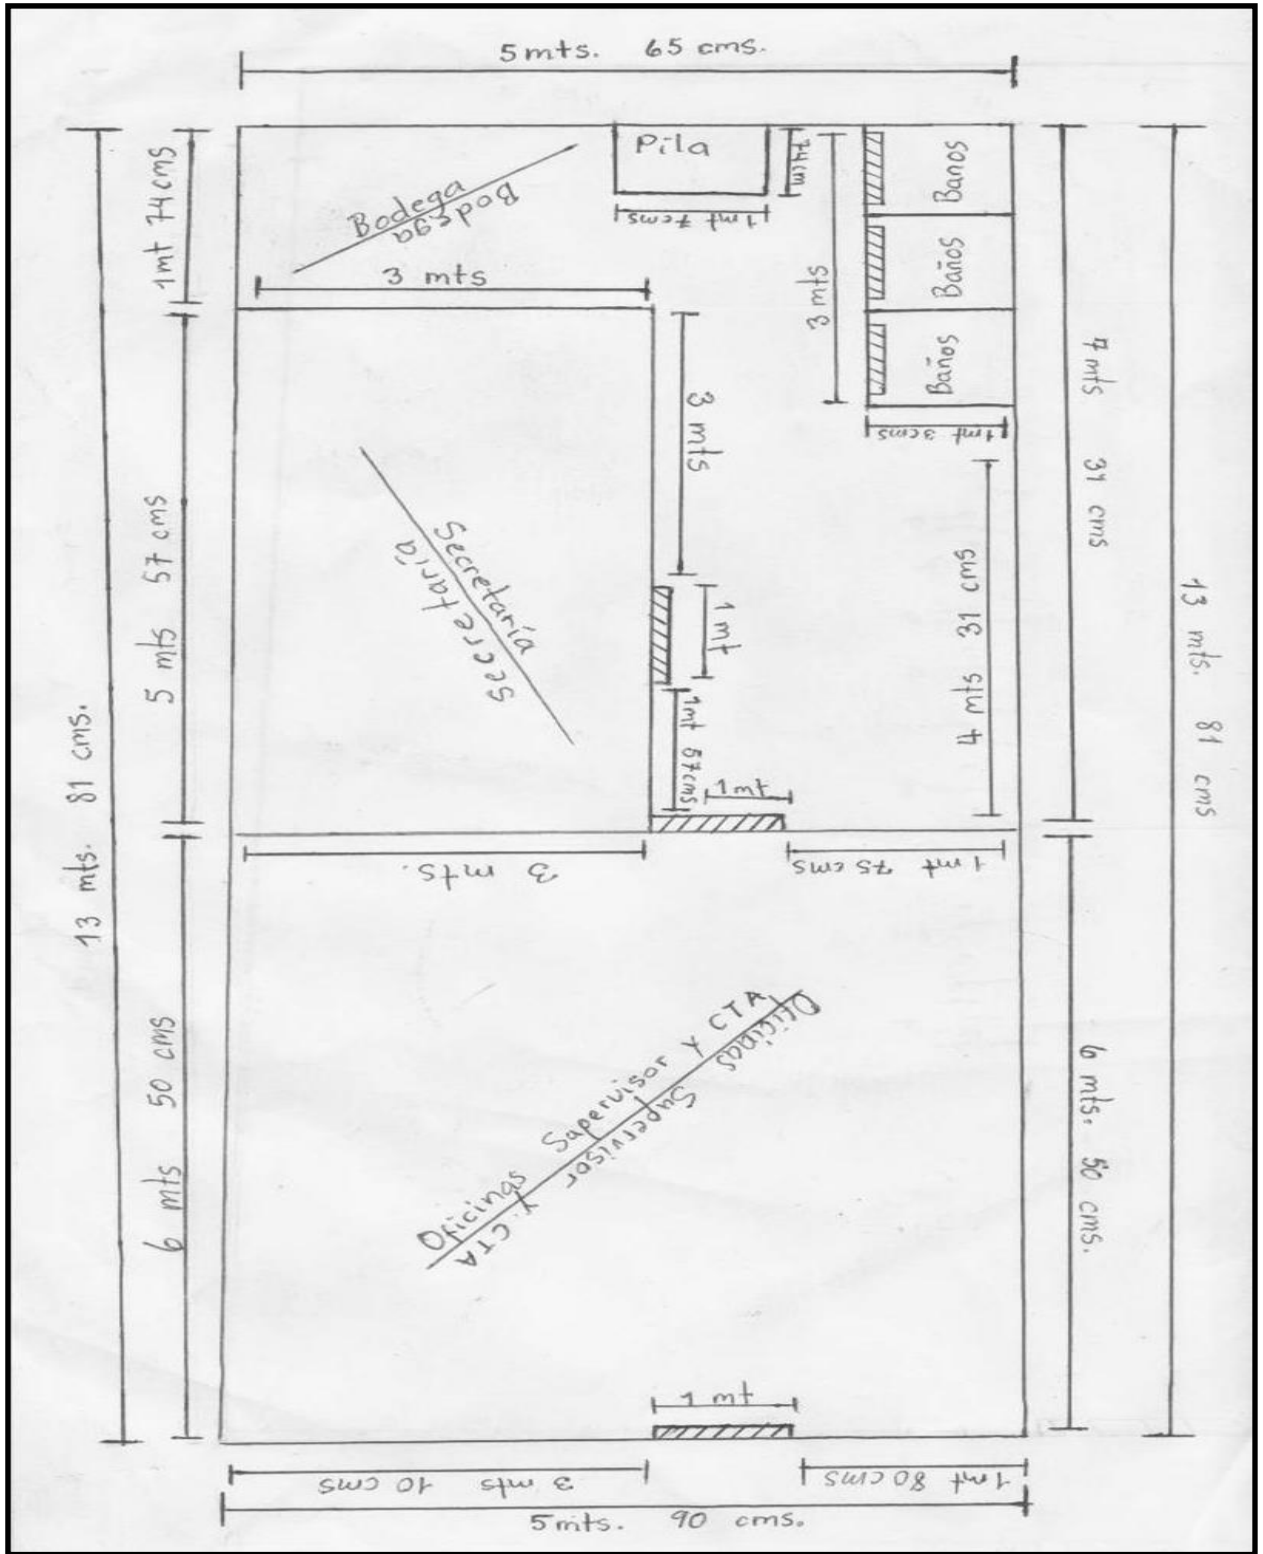 5 mts. 65 cms.
Pila
74 cm
1 mt 7 cms
Baños
Baños
Baños
3 mts
1 mt 3 cms
Bodega
Bodega
1 mt 74 cms
3 mts
3 mts
1 mt
1 mt 57 cms
1 mt
4 mts 31 cms
7 mts 31 cms
13 mts. 81 cms
5 mts 57 cms
Secretaría
secretaría
13 mts. 81 cms.
3 mts.
1 mt 75 cms
Oficinas Supervisor y CTA
Oficinas Supervisor
y CTA
6 mts 50 cms
6 mts. 50 cms.
1 mt
3 mts 10 cms
1 mt 80 cms
5 mts. 90 cms.